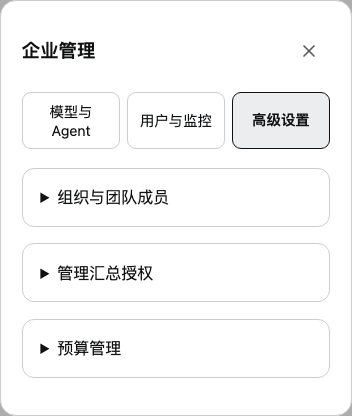 企业管理
模型与
Agent
用户与监控
高级设置
组织与团队成员
管理汇总授权
预算管理